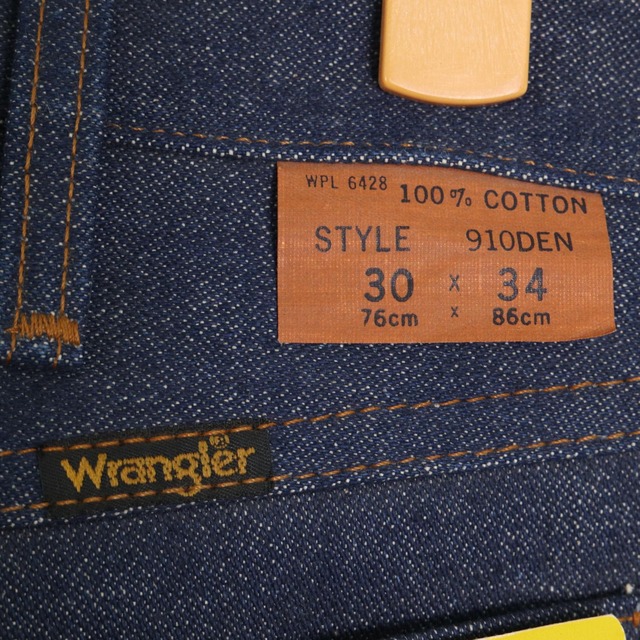 WPL 6428 100% COTTON
STYLE 910DEN
30 x 34
76cm x 86cm
Wrangler